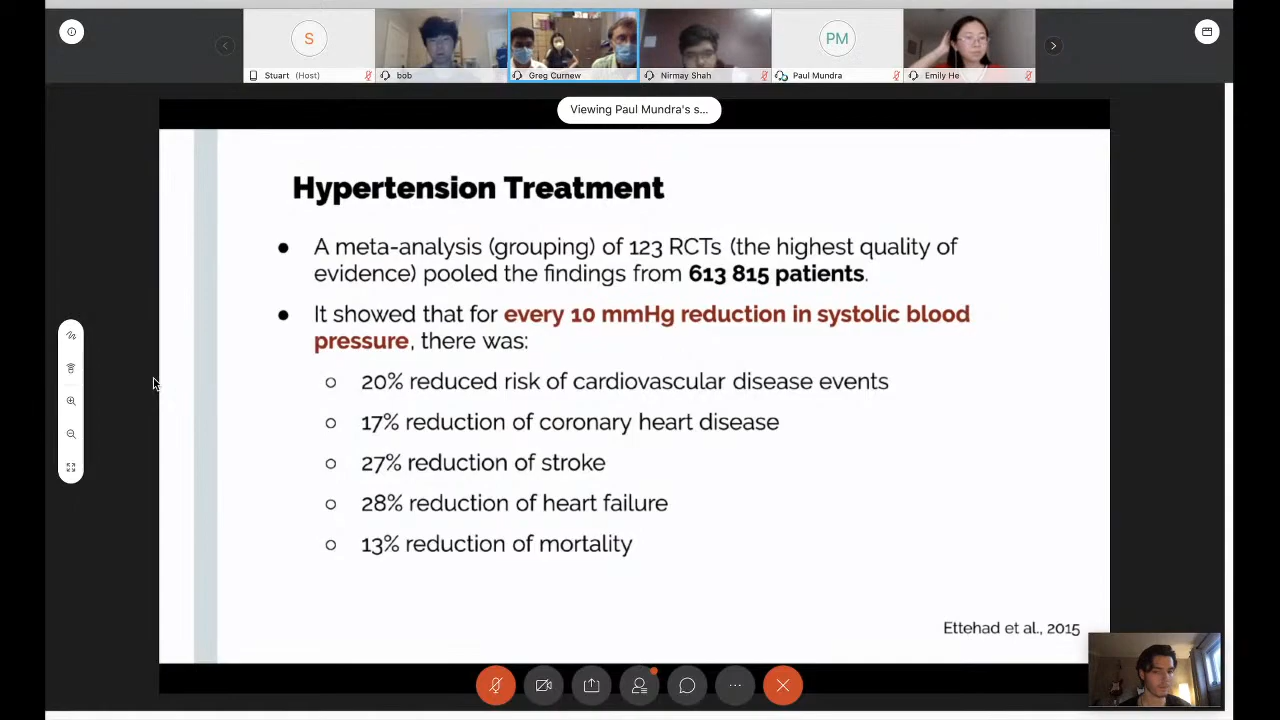 S
PM
Stuart (Host)
bob
Greg Curnew
Nirmay Shah
Paul Mundra
Emily He
Viewing Paul Mundra's s...
Hypertension Treatment
● A meta-analysis (grouping) of 123 RCTs (the highest quality of
evidence) pooled the findings from 613 815 patients.
● It showed that for every 10 mmHg reduction in systolic blood
pressure, there was:
○ 20% reduced risk of cardiovascular disease events
○ 17% reduction of coronary heart disease
○ 27% reduction of stroke
○ 28% reduction of heart failure
○ 13% reduction of mortality
Ettehad et al., 2015